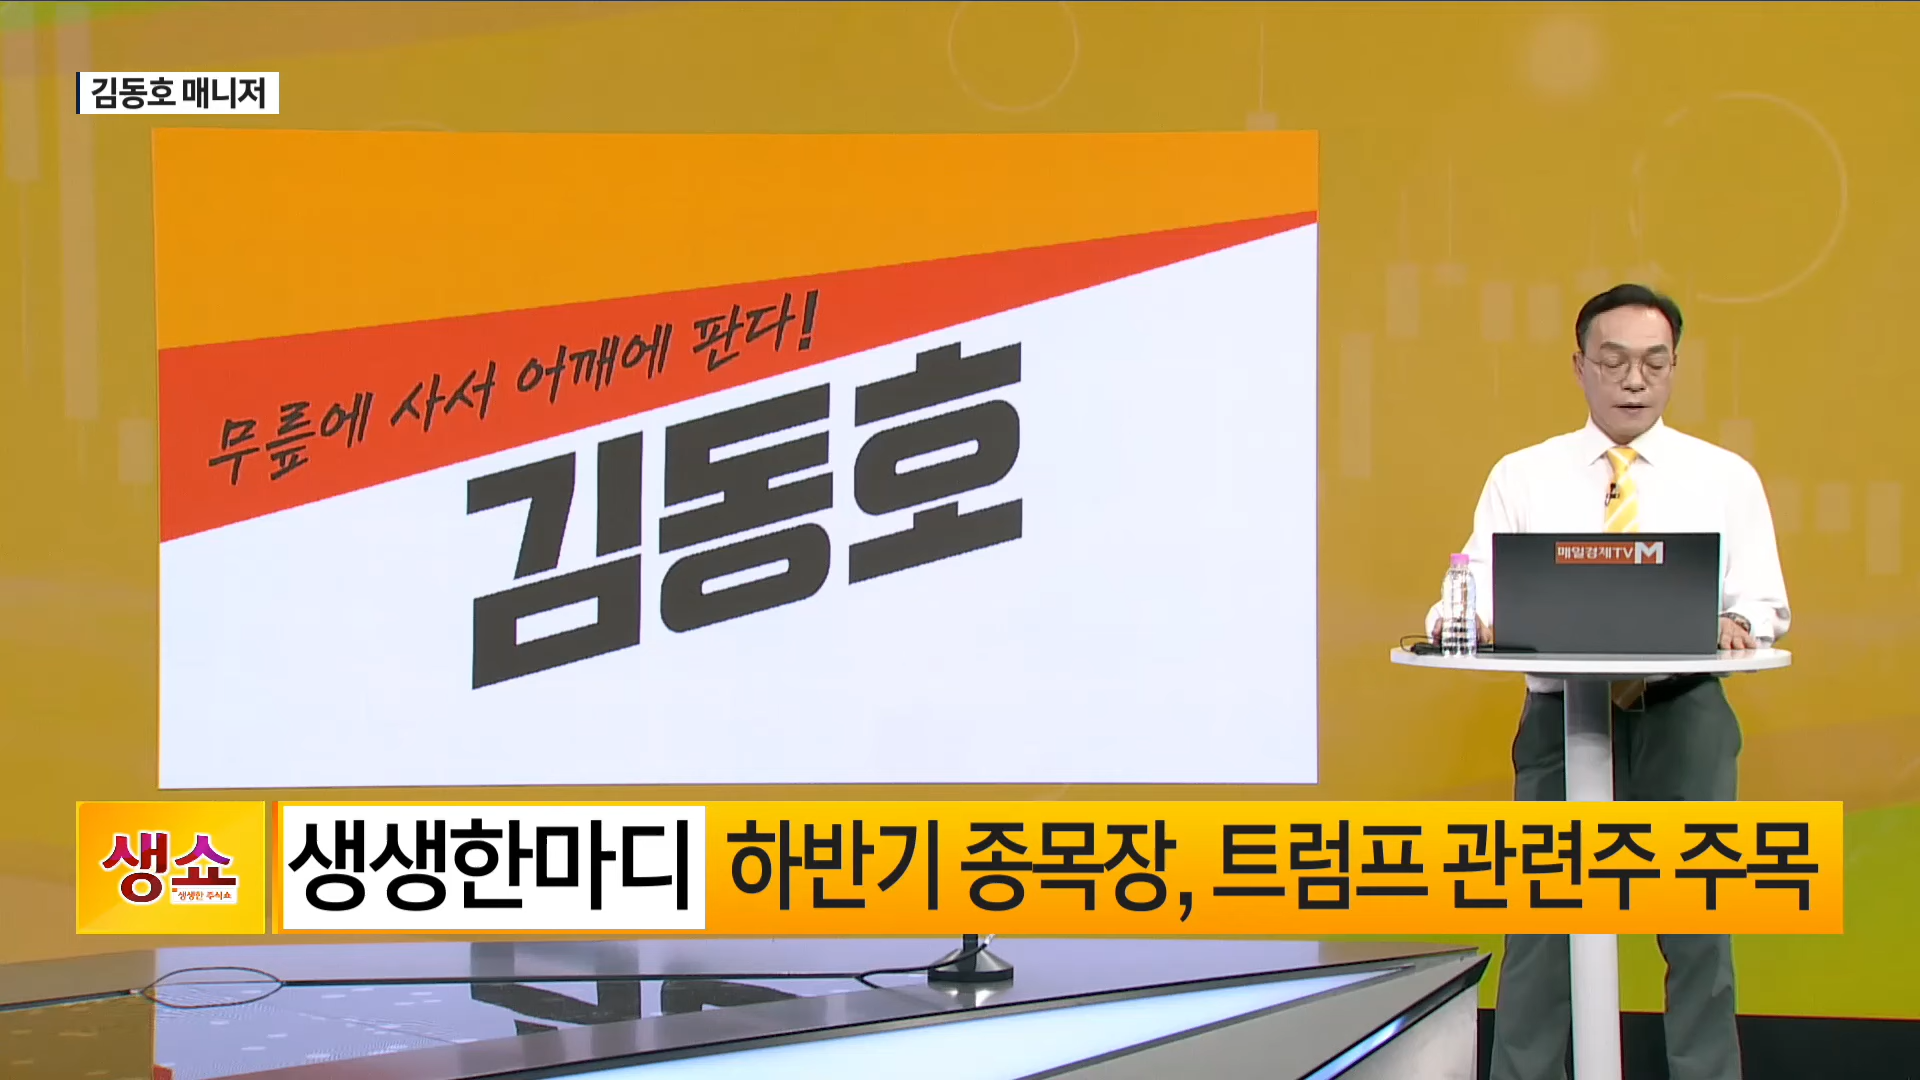 김동호 매니저
무릎에 사서 어깨에 판다!
김동호
매일경제TV M
생쇼
생생한 주식쇼
생생한마디
하반기 종목장, 트럼프 관련주 주목